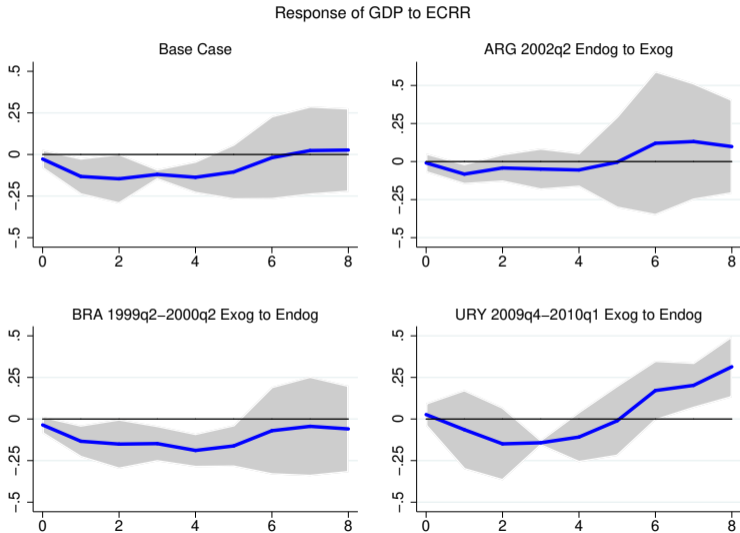 Response of GDP to ECRR
Base Case
.5
.25
0
−.25
−.5
0 2 4 6 8
ARG 2002q2 Endog to Exog
.5
.25
0
−.25
−.5
0 2 4 6 8
BRA 1999q2−2000q2 Exog to Endog
.5
.25
0
−.25
−.5
0 2 4 6 8
URY 2009q4−2010q1 Exog to Endog
.5
.25
0
−.25
−.5
0 2 4 6 8